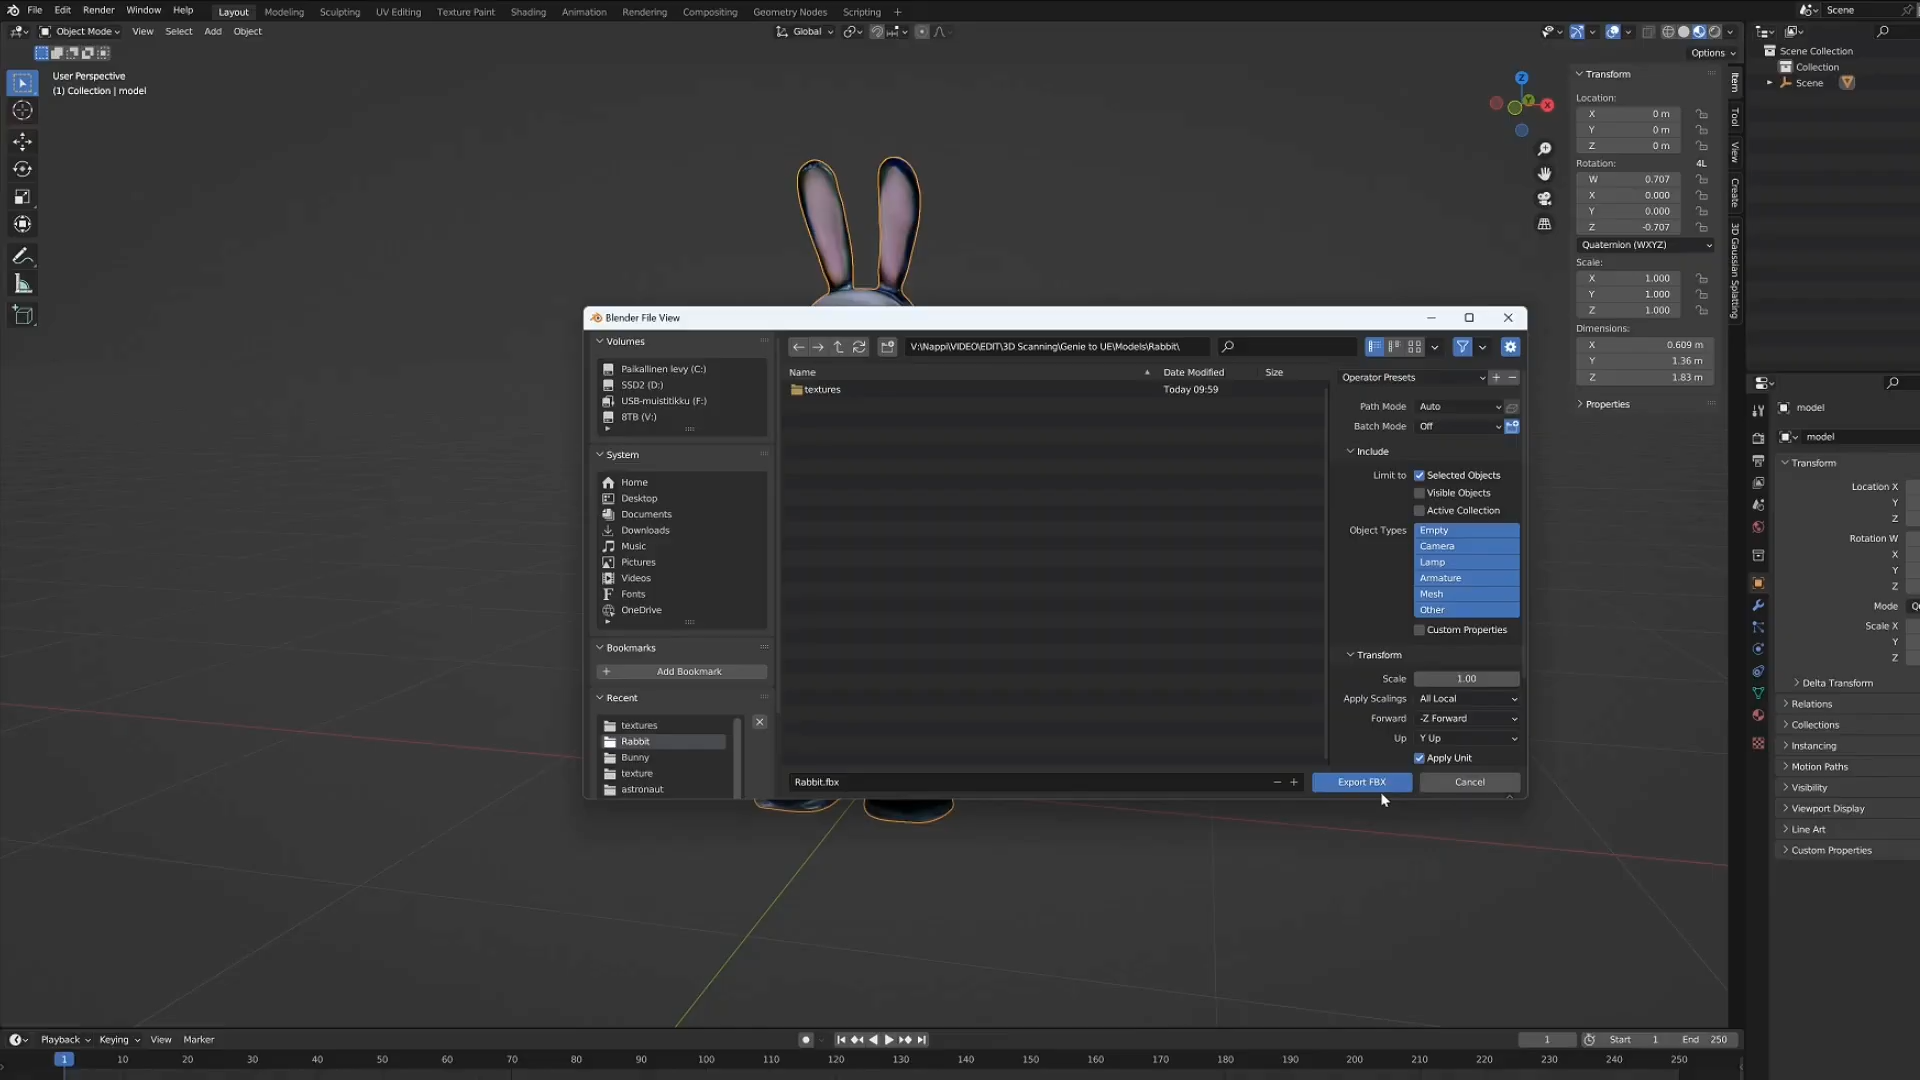 File Edit Render Window Help Layout Modeling Sculpting UV Editing Texture Paint Shading Animation Rendering Compositing Geometry Nodes Scripting + Scene
Object Mode View Select Add Object Global
Options
User Perspective
(1) Collection | model
Z
Y
X
Transform
Location:
X 0 m
Y 0 m
Z 0 m
Rotation: 4L
W 0.707
X 0.000
Y 0.000
Z -0.707
Quaternion (WXYZ)
Scale:
X 1.000
Y 1.000
Z 1.000
Dimensions:
X 0.609 m
Y 1.36 m
Z 1.83 m
Properties
Item
Tool
View
Create
3D Gaussian Splatting
Scene Collection
Collection
Scene
Blender File View
Volumes
Paikallinen levy (C:)
SSD2 (D:)
USB-muistitikku (F:)
8TB (V:)
System
Home
Desktop
Documents
Downloads
Music
Pictures
Videos
Fonts
OneDrive
Bookmarks
+ Add Bookmark
Recent
textures
Rabbit
Bunny
texture
astronaut
V:\Nappi\VIDEO\EDIT\3D Scanning\Genie to UE\Models\Rabbit\
Name Date Modified Size
textures Today 09:59
Operator Presets + −
Path Mode Auto
Batch Mode Off
Include
Limit to Selected Objects
Visible Objects
Active Collection
Object Types Empty
Camera
Lamp
Armature
Mesh
Other
Custom Properties
Transform
Scale 1.00
Apply Scalings All Local
Forward -Z Forward
Up Y Up
Apply Unit
Rabbit.fbx − + Export FBX Cancel
model
model
Transform
Location X
Y
Z
Rotation W
X
Y
Z
Mode
Scale X
Y
Z
Delta Transform
Relations
Collections
Instancing
Motion Paths
Visibility
Viewport Display
Line Art
Custom Properties
Playback Keying View Marker 1 Start 1 End 250
1 10 20 30 40 50 60 70 80 90 100 110 120 130 140 150 160 170 180 190 200 210 220 230 240 250